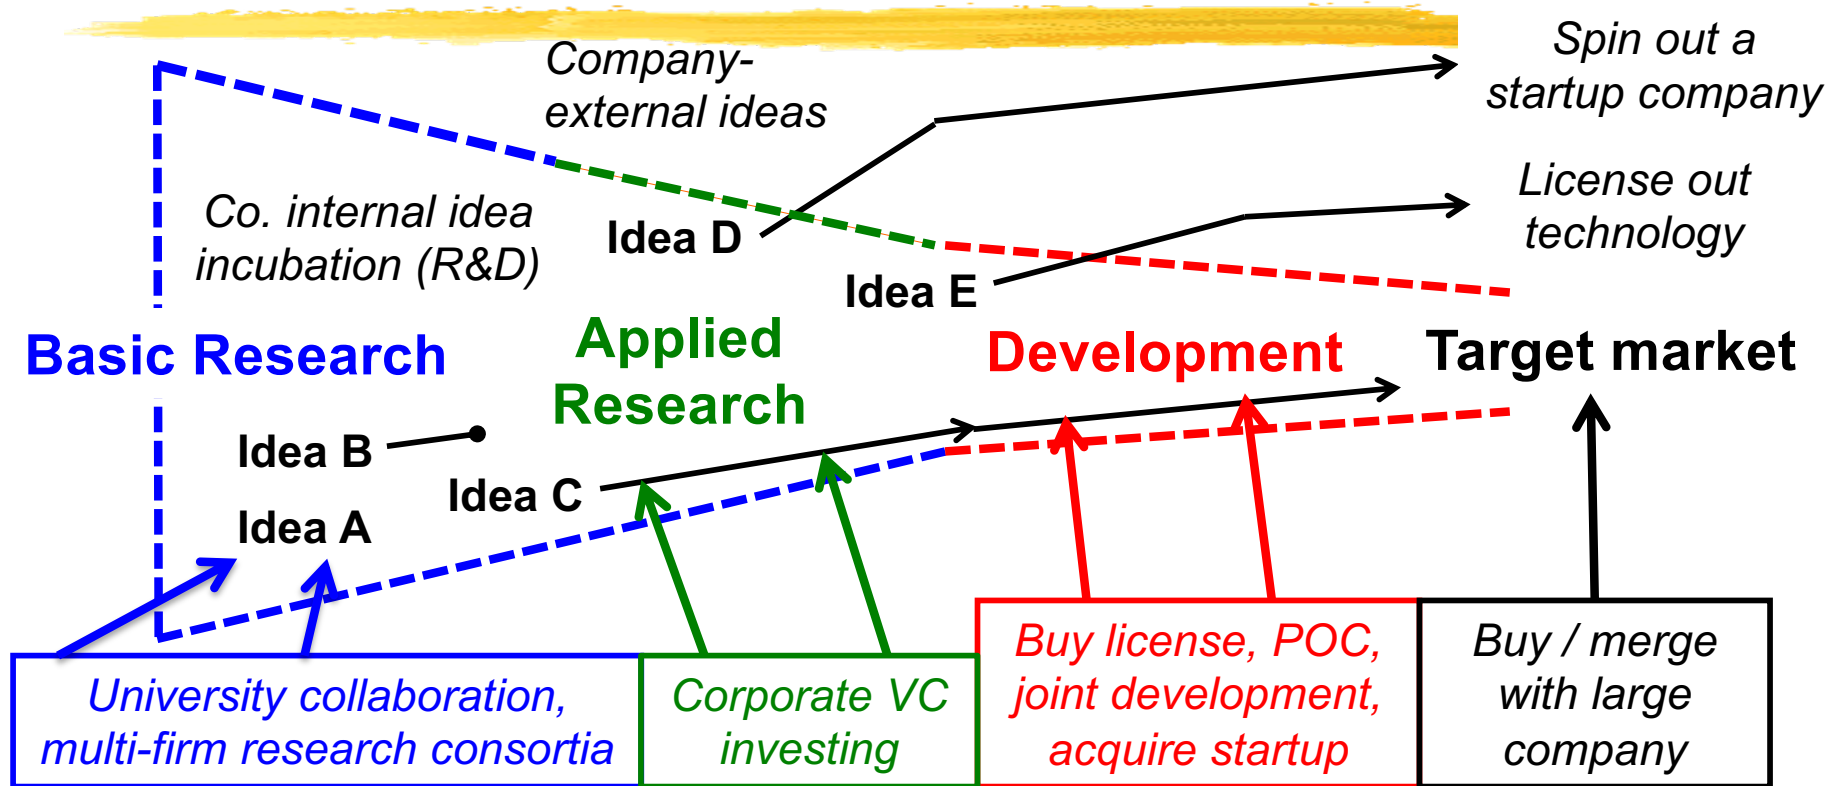 Company-
external ideas
Spin out a
startup company
Co. internal idea
incubation (R&D)
Idea D
License out
technology
Idea E
Basic Research
Applied
Research
Development
Target market
Idea B
Idea C
Idea A
University collaboration,
multi-firm research consortia
Corporate VC
investing
Buy license, POC,
joint development,
acquire startup
Buy / merge
with large
company